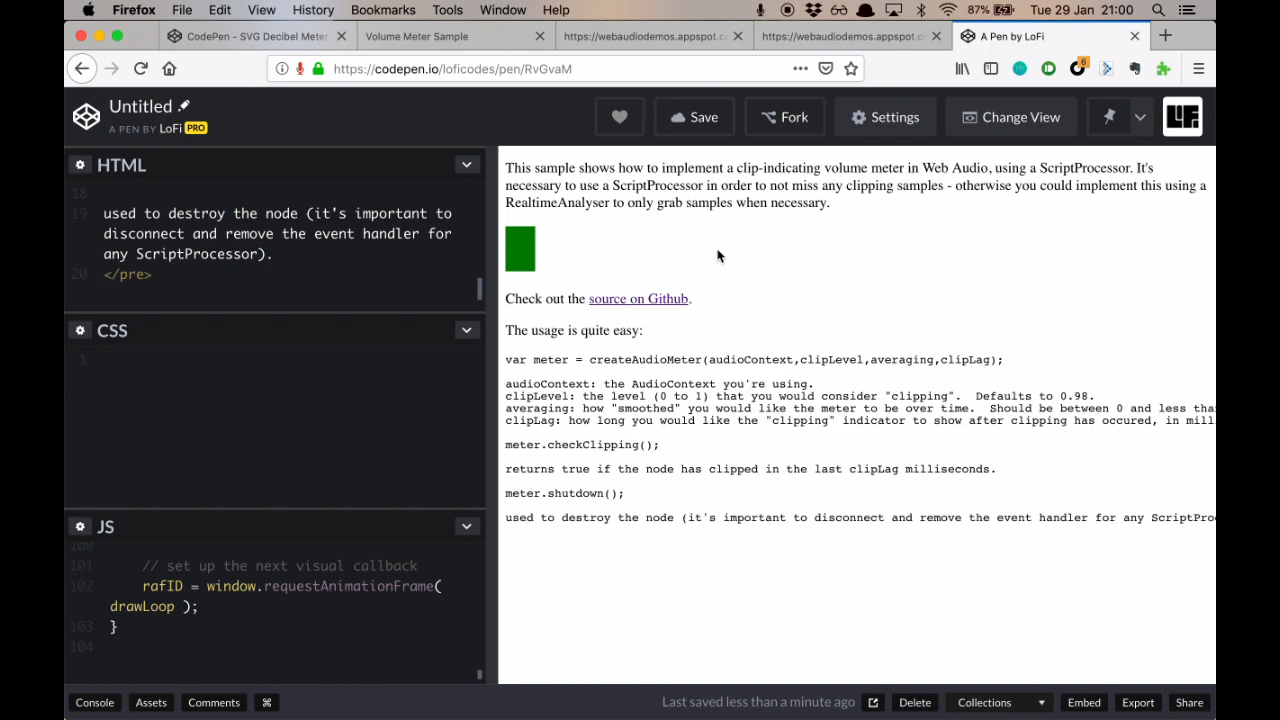 Firefox File Edit View History Bookmarks Tools Window Help 87% Tue 29 Jan 21:00
CodePen - SVG Decibel Meter
Volume Meter Sample
https://webaudiodemos.appspot.co
https://webaudiodemos.appspot.co
A Pen by LoFi
https://codepen.io/loficodes/pen/RvGvaM
6
Untitled
A PEN BY LoFi PRO
Save
Fork
Settings
Change View
LiF
HTML
18
19 used to destroy the node (it's important to
disconnect and remove the event handler for
any ScriptProcessor).
20 </pre>
CSS
1
JS
100
101 // set up the next visual callback
102 rafID = window.requestAnimationFrame(
drawLoop );
103 }
104
This sample shows how to implement a clip-indicating volume meter in Web Audio, using a ScriptProcessor. It's
necessary to use a ScriptProcessor in order to not miss any clipping samples - otherwise you could implement this using a
RealtimeAnalyser to only grab samples when necessary.
Check out the source on Github.
The usage is quite easy:
var meter = createAudioMeter(audioContext,clipLevel,averaging,clipLag);
audioContext: the AudioContext you're using.
clipLevel: the level (0 to 1) that you would consider "clipping". Defaults to 0.98.
averaging: how "smoothed" you would like the meter to be over time. Should be between 0 and less tha
clipLag: how long you would like the "clipping" indicator to show after clipping has occured, in mill
meter.checkClipping();
returns true if the node has clipped in the last clipLag milliseconds.
meter.shutdown();
used to destroy the node (it's important to disconnect and remove the event handler for any ScriptPro
Console
Assets
Comments
⌘
Last saved less than a minute ago
Delete
Collections
Embed
Export
Share